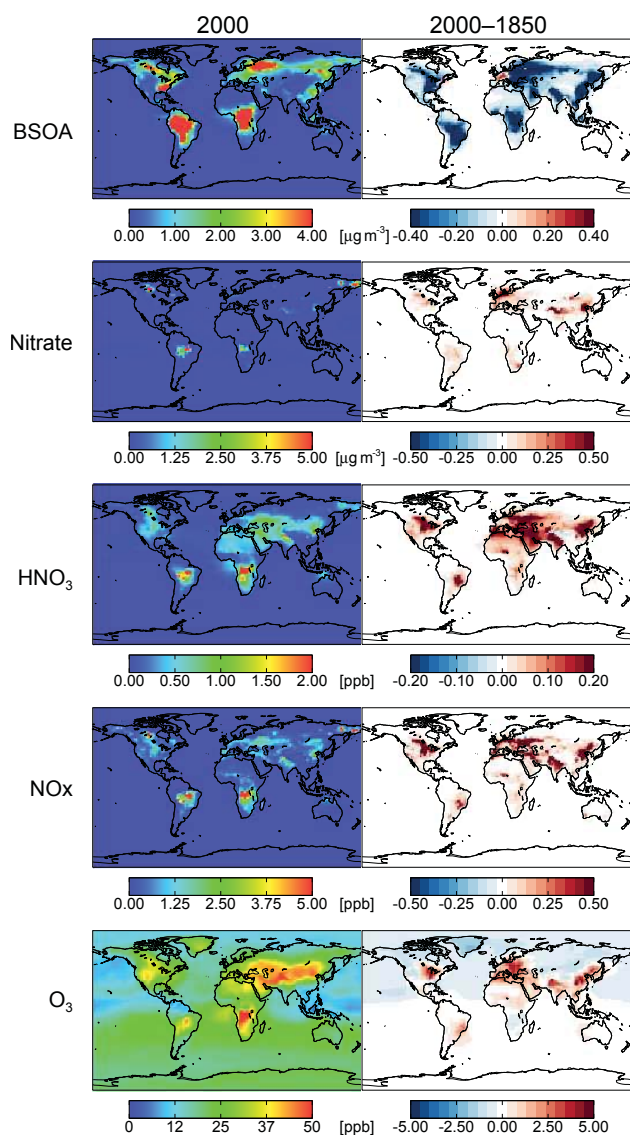 2000 2000–1850
BSOA
0.00 1.00 2.00 3.00 4.00 [μg m⁻³] -0.40 -0.20 0.00 0.20 0.40
Nitrate
0.00 1.25 2.50 3.75 5.00 [μg m⁻³] -0.50 -0.25 0.00 0.25 0.50
HNO₃
0.00 0.50 1.00 1.50 2.00 [ppb] -0.20 -0.10 0.00 0.10 0.20
NOx
0.00 1.25 2.50 3.75 5.00 [ppb] -0.50 -0.25 0.00 0.25 0.50
O₃
0 12 25 37 50 [ppb] -5.00 -2.50 0.00 2.50 5.00